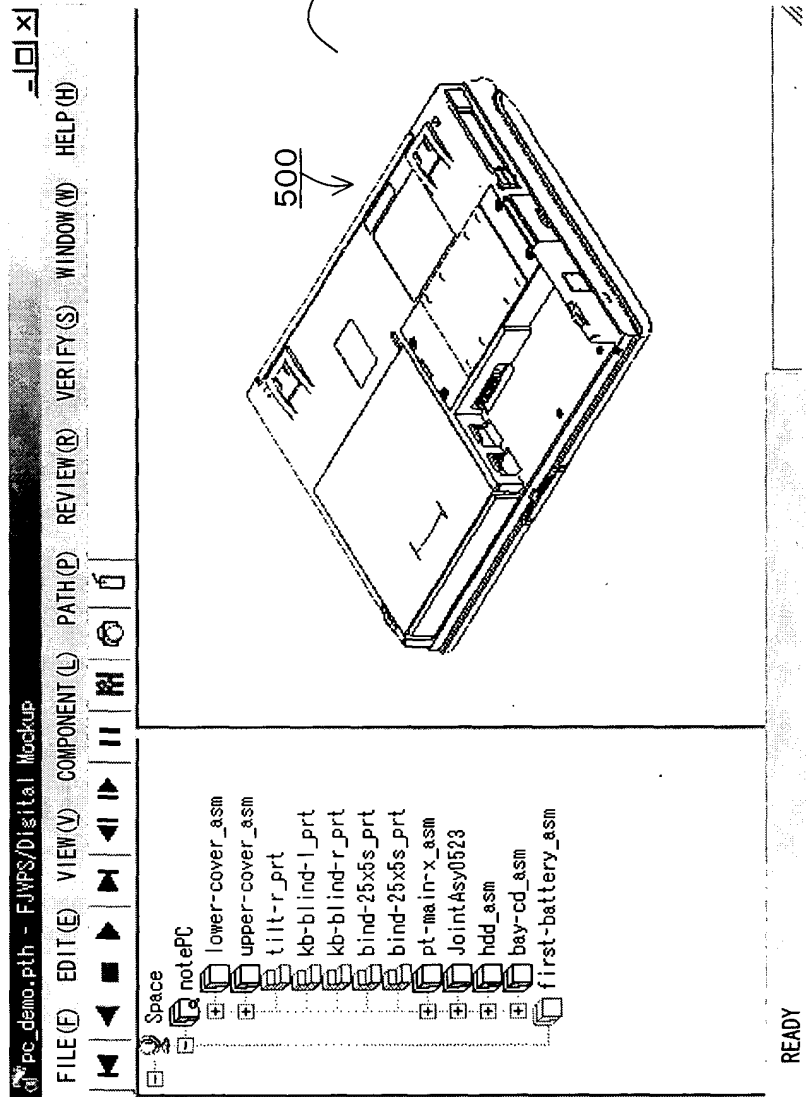 pc_demo.pth - FJVPS/Digital Mockup
FILE(F) EDIT(E) VIEW(V) COMPONENT(L) PATH(P) REVIEW(R) VERIFY(S) WINDOW(W) HELP(H)
Space
notePC
lower-cover_asm
upper-cover_asm
tilt-r_prt
kb-blind-l_prt
kb-blind-r_prt
bind-25x5s_prt
bind-25x5s_prt
pt-main-x_asm
JointAsy0523
hdd_asm
bay-cd_asm
first-battery_asm
500
READY